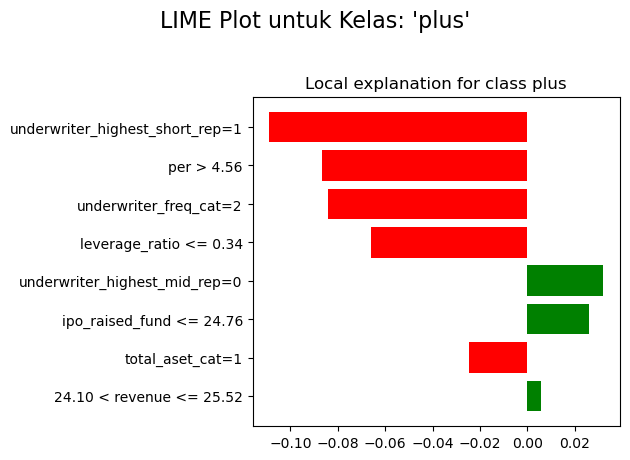 LIME Plot untuk Kelas: 'plus'
Local explanation for class plus
underwriter_highest_short_rep=1
per > 4.56
underwriter_freq_cat=2
leverage_ratio <= 0.34
underwriter_highest_mid_rep=0
ipo_raised_fund <= 24.76
total_aset_cat=1
24.10 < revenue <= 25.52
−0.10 −0.08 −0.06 −0.04 −0.02 0.00 0.02